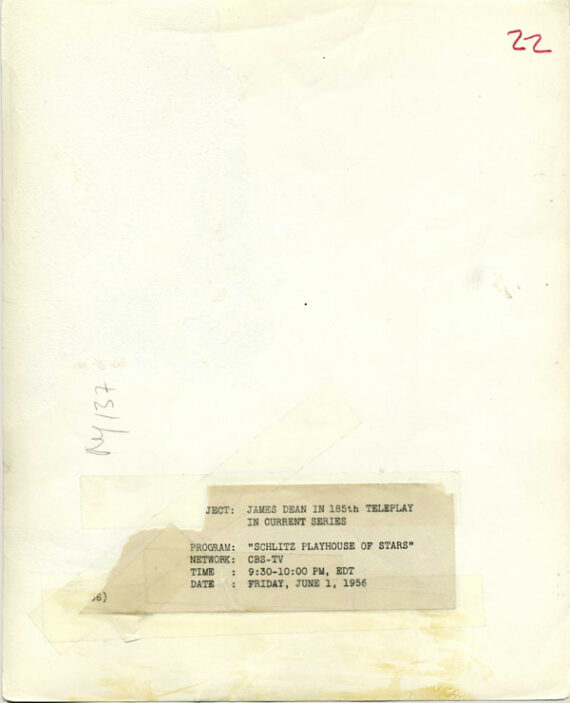 22
JECT: JAMES DEAN IN 185th TELEPLAY
IN CURRENT SERIES
PROGRAM: "SCHLITZ PLAYHOUSE OF STARS"
NETWORK: CBS-TV
TIME : 9:30-10:00 PM, EDT
DATE : FRIDAY, JUNE 1, 1956
56)